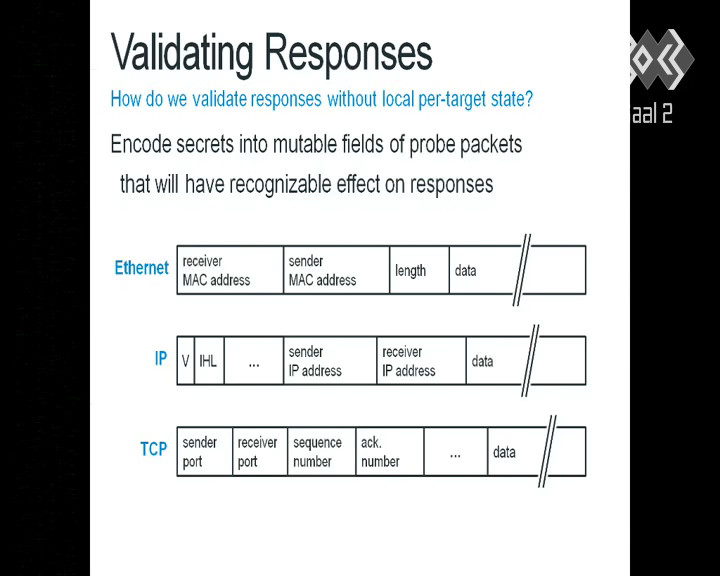 Validating Responses
How do we validate responses without local per-target state?
Encode secrets into mutable fields of probe packets
that will have recognizable effect on responses
Ethernet
receiver
MAC address
sender
MAC address
length
data
IP
V
IHL
...
sender
IP address
receiver
IP address
data
TCP
sender
port
receiver
port
sequence
number
ack.
number
...
data
aal 2